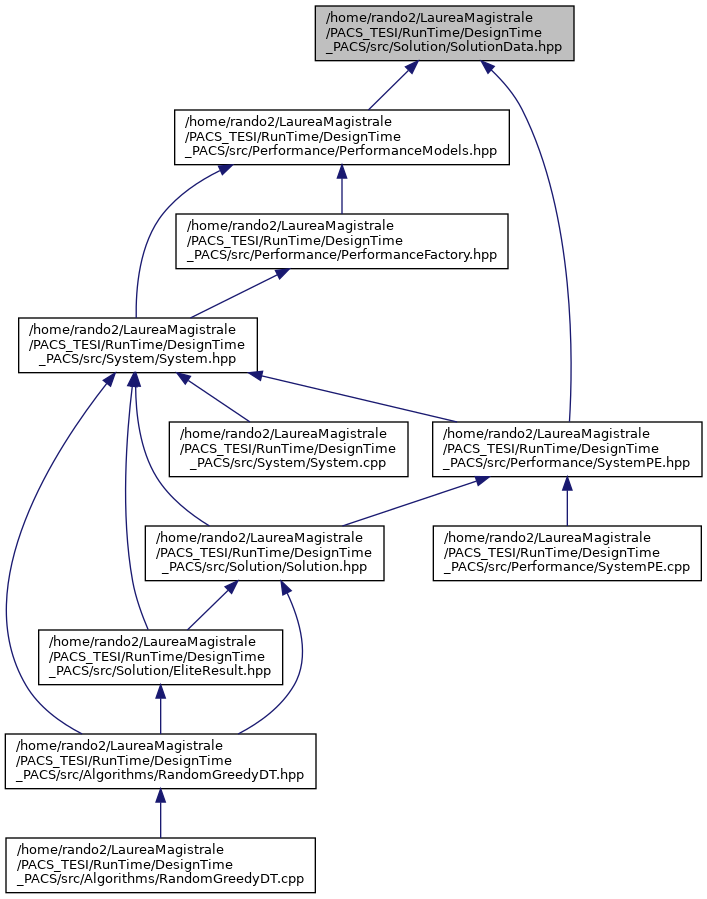 /home/rando2/LaureaMagistrale
/PACS_TESI/RunTime/DesignTime
_PACS/src/Solution/SolutionData.hpp
/home/rando2/LaureaMagistrale
/PACS_TESI/RunTime/DesignTime
_PACS/src/Performance/PerformanceModels.hpp
/home/rando2/LaureaMagistrale
/PACS_TESI/RunTime/DesignTime
_PACS/src/Performance/PerformanceFactory.hpp
/home/rando2/LaureaMagistrale
/PACS_TESI/RunTime/DesignTime
_PACS/src/System/System.hpp
/home/rando2/LaureaMagistrale
/PACS_TESI/RunTime/DesignTime
_PACS/src/System/System.cpp
/home/rando2/LaureaMagistrale
/PACS_TESI/RunTime/DesignTime
_PACS/src/Performance/SystemPE.hpp
/home/rando2/LaureaMagistrale
/PACS_TESI/RunTime/DesignTime
_PACS/src/Solution/Solution.hpp
/home/rando2/LaureaMagistrale
/PACS_TESI/RunTime/DesignTime
_PACS/src/Performance/SystemPE.cpp
/home/rando2/LaureaMagistrale
/PACS_TESI/RunTime/DesignTime
_PACS/src/Solution/EliteResult.hpp
/home/rando2/LaureaMagistrale
/PACS_TESI/RunTime/DesignTime
_PACS/src/Algorithms/RandomGreedyDT.hpp
/home/rando2/LaureaMagistrale
/PACS_TESI/RunTime/DesignTime
_PACS/src/Algorithms/RandomGreedyDT.cpp